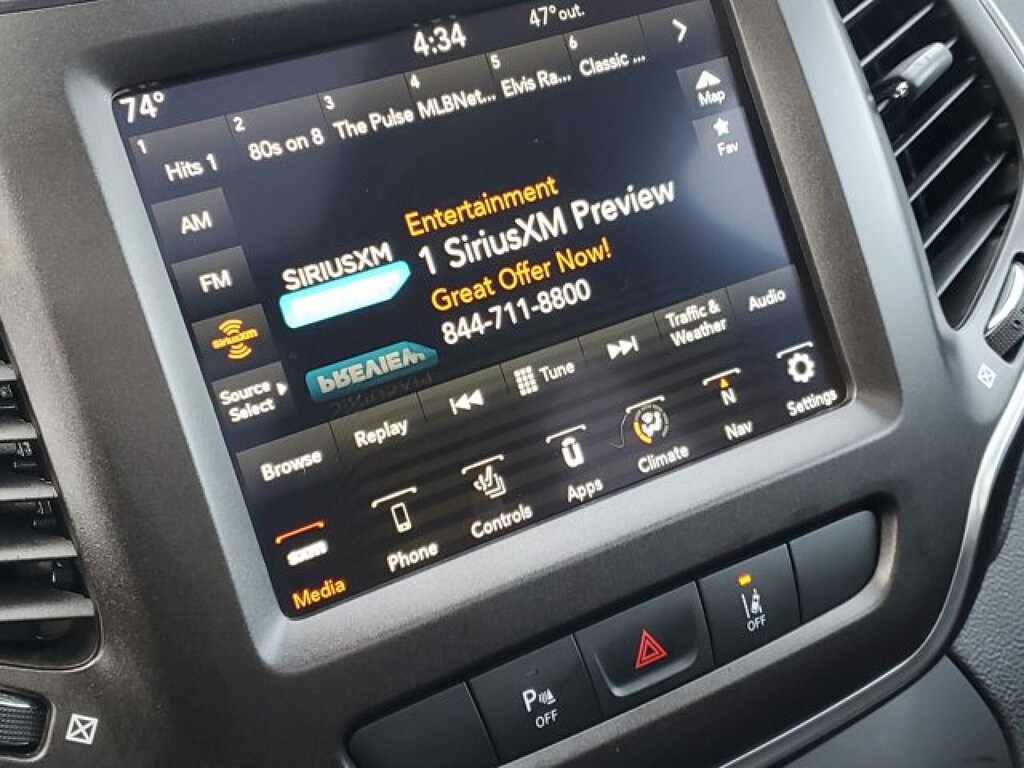 74°
4:34
47° out.
1
Hits 1
2
80s on 8
3
The Pulse
4
MLBNet...
5
Elvis Ra...
6
Classic ...
Map
Fav
AM
FM
siriusxm
Source
Select
SIRIUSXM
PREVIEW
Entertainment
1 SiriusXM Preview
Great Offer Now!
844-711-8800
Browse
Replay
Tune
Traffic &
Weather
Audio
sxm
Media
Phone
Controls
Apps
Climate
N
Nav
Settings
P
OFF
OFF